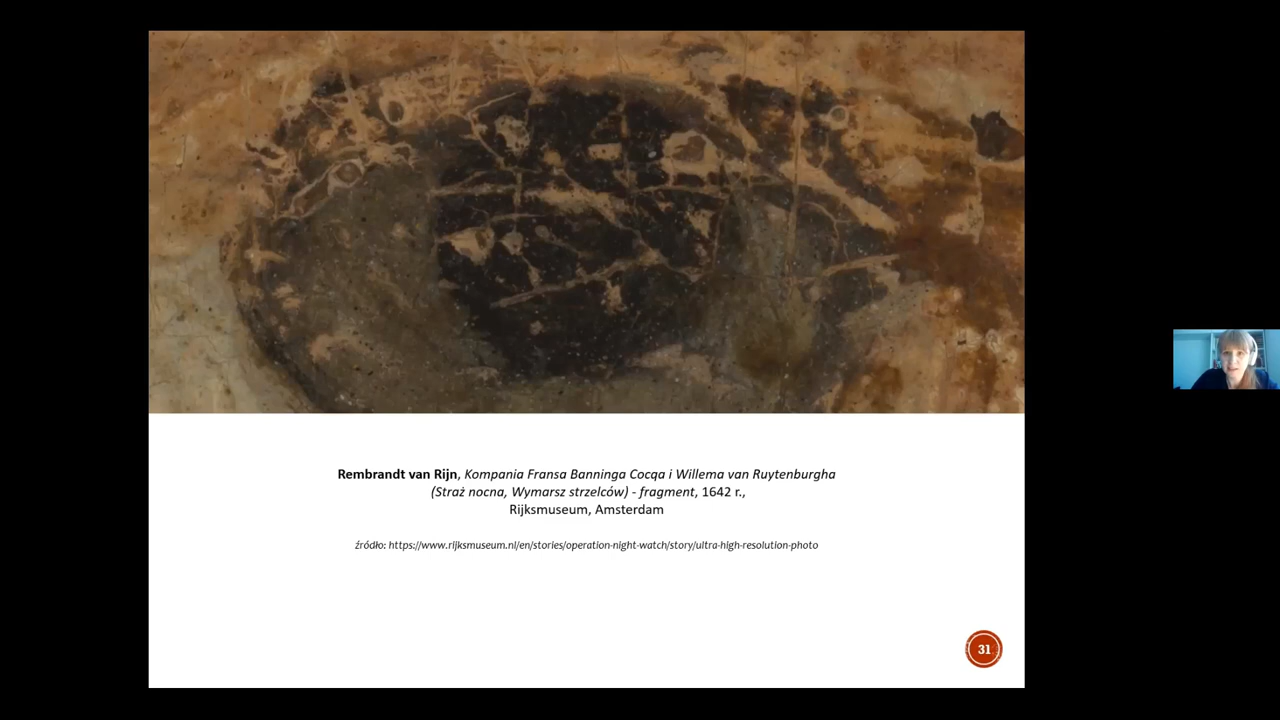 Rembrandt van Rijn, Kompania Fransa Banninga Cocqa i Willema van Ruytenburgha
(Straż nocna, Wymarsz strzelców) - fragment, 1642 r.,
Rijksmuseum, Amsterdam
źródło: https://www.rijksmuseum.nl/en/stories/operation-night-watch/story/ultra-high-resolution-photo
31